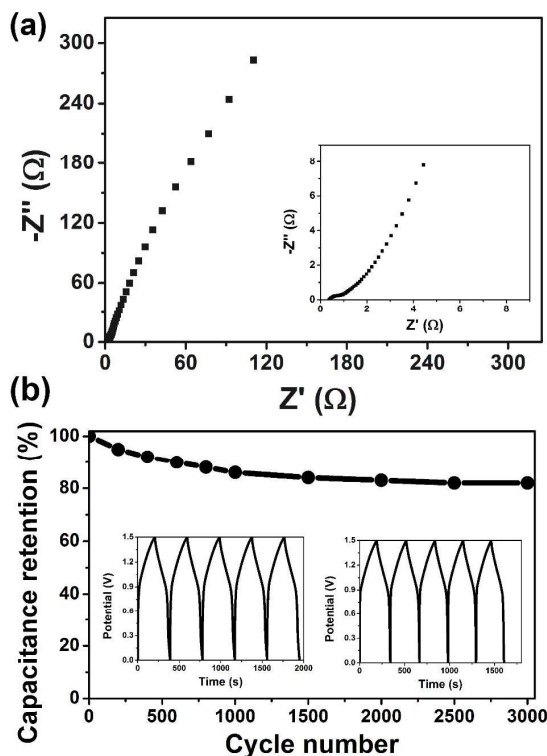 (a)
300
240
180
120
60
0
-Z'' (Ω)
0 60 120 180 240 300
Z' (Ω)
8
6
4
2
0
-Z'' (Ω)
0 2 4 6 8
Z' (Ω)
(b)
100
80
60
40
20
0
Capacitance retention (%)
0 500 1000 1500 2000 2500 3000
Cycle number
1.5
1.2
0.9
0.6
0.3
0.0
Potential (V)
0 500 1000 1500 2000
Time (s)
1.5
1.2
0.9
0.6
0.3
0.0
Potential (V)
0 500 1000 1500
Time (s)